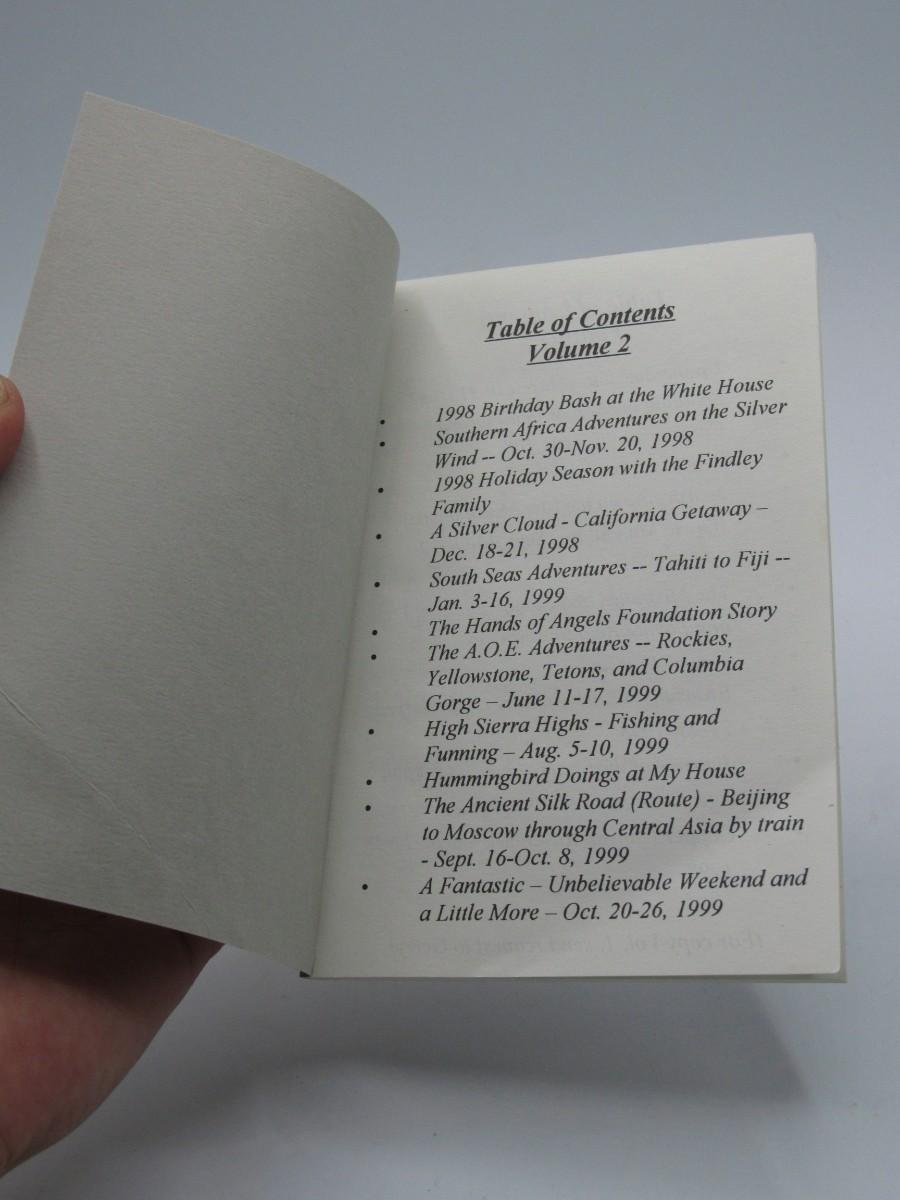 Table of Contents
Volume 2
• 1998 Birthday Bash at the White House
• Southern Africa Adventures on the Silver
Wind -- Oct. 30-Nov. 20, 1998
• 1998 Holiday Season with the Findley
Family
• A Silver Cloud - California Getaway –
Dec. 18-21, 1998
• South Seas Adventures -- Tahiti to Fiji --
Jan. 3-16, 1999
• The Hands of Angels Foundation Story
• The A.O.E. Adventures -- Rockies,
Yellowstone, Tetons, and Columbia
Gorge – June 11-17, 1999
• High Sierra Highs - Fishing and
Funning – Aug. 5-10, 1999
• Hummingbird Doings at My House
• The Ancient Silk Road (Route) - Beijing
to Moscow through Central Asia by train
- Sept. 16-Oct. 8, 1999
• A Fantastic – Unbelievable Weekend and
a Little More – Oct. 20-26, 1999